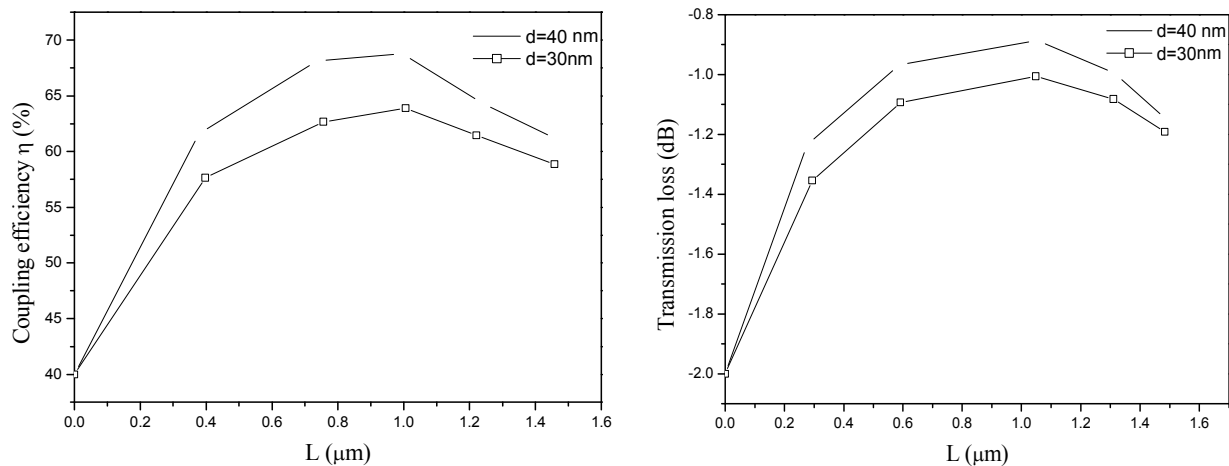 70
65
60
55
50
45
40
Coupling efficiency η (%)
d=40 nm
d=30nm
0.0 0.2 0.4 0.6 0.8 1.0 1.2 1.4 1.6
L (μm)
-0.8
-1.0
-1.2
-1.4
-1.6
-1.8
-2.0
Transmission loss (dB)
d=40 nm
d=30nm
0.0 0.2 0.4 0.6 0.8 1.0 1.2 1.4 1.6
L (μm)